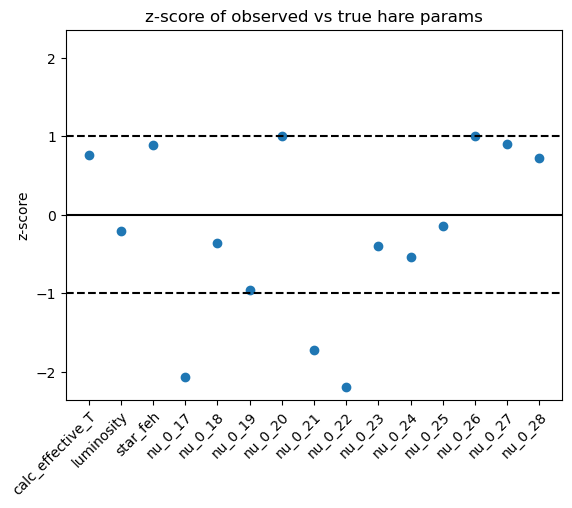 z-score of observed vs true hare params
z-score
2
1
0
−1
−2
calc_effective_T
luminosity
star_feh
nu_0_17
nu_0_18
nu_0_19
nu_0_20
nu_0_21
nu_0_22
nu_0_23
nu_0_24
nu_0_25
nu_0_26
nu_0_27
nu_0_28